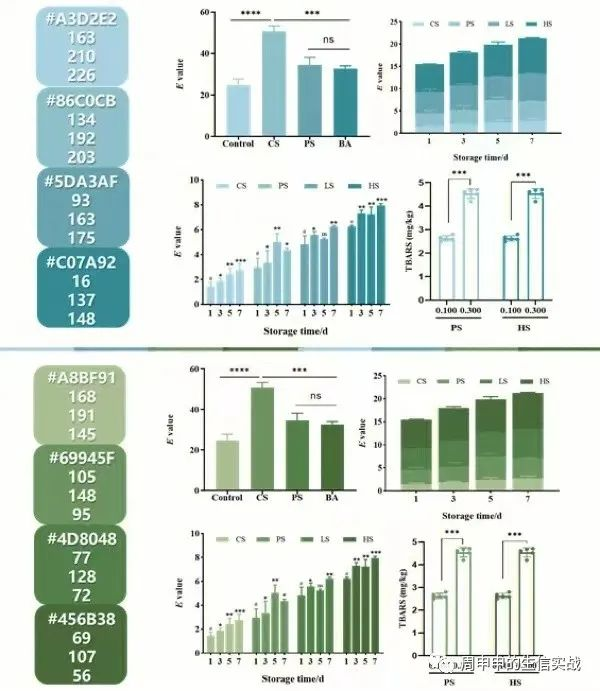 #A3D2E2
163
210
226
#86C0CB
134
192
203
#5DA3AF
93
163
175
#C07A92
16
137
148
E value
60
40
20
0
****
***
ns
Control CS PS BA
CS PS LS HS
E value
25
20
15
10
5
0
1 3 5 7
Storage time/d
CS PS LS HS
E value
8
6
4
2
0
1 3 5 7 1 3 5 7 1 3 5 7 1 3 5 7
Storage time/d
TBARS (mg/kg)
5
4
3
2
1
0
*** ***
0.100 0.300 0.100 0.300
PS HS
#A8BF91
168
191
145
#69945F
105
148
95
#4D8048
77
128
72
#456B38
69
107
56
E value
60
40
20
0
****
***
ns
Control CS PS BA
CS PS LS HS
E value
25
20
15
10
5
0
1 3 5 7
Storage time/d
CS PS LS HS
E value
10
8
6
4
2
0
1 3 5 7 1 3 5 7 1 3 5 7 1 3 5 7
Storage time/d
TBARS (mg/kg)
5
4
3
2
1
0
*** ***
PS HS
周甲甲的生信实战